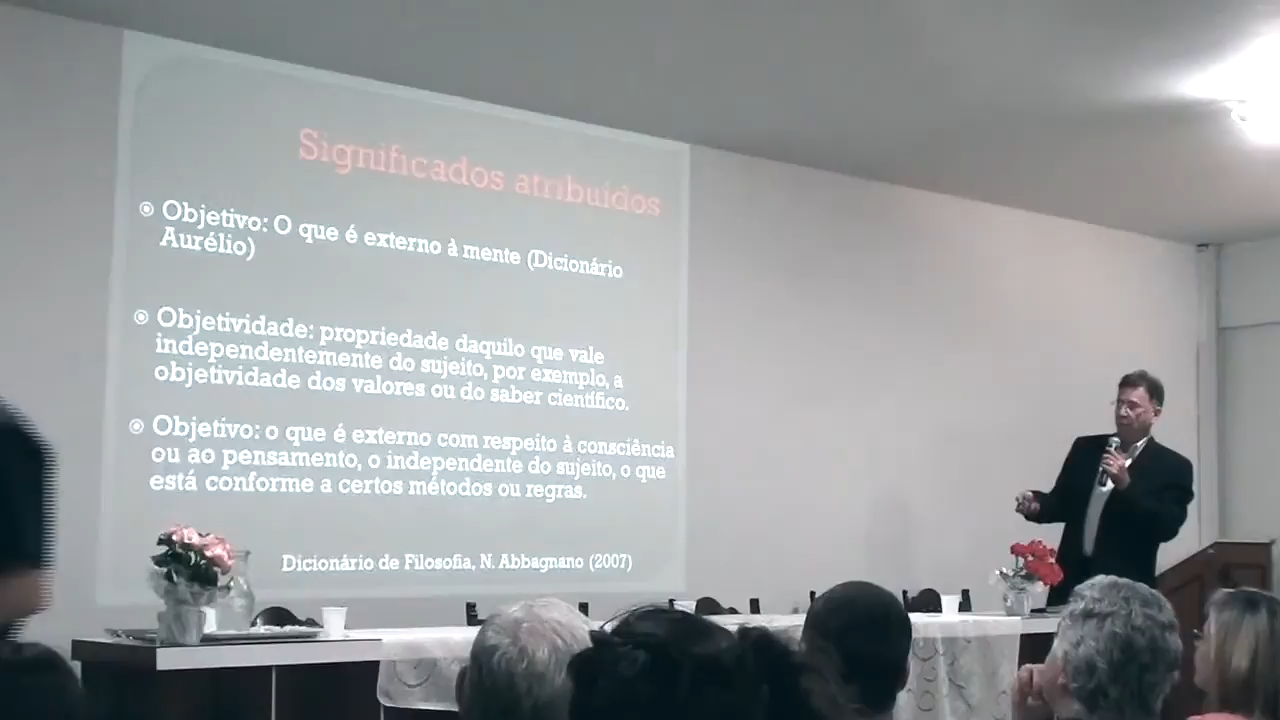 Significados atribuídos
Objetivo: O que é externo à mente (Dicionário
Aurélio)
Objetividade: propriedade daquilo que vale
independentemente do sujeito, por exemplo, a
objetividade dos valores ou do saber científico.
Objetivo: o que é externo com respeito à consciência
ou ao pensamento, o independente do sujeito, o que
está conforme a certos métodos ou regras.
Dicionário de Filosofia, N. Abbagnano (2007)